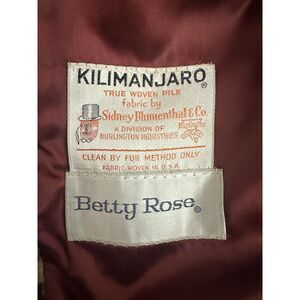 KILIMANJARO®
TRUE WOVEN PILE
fabric by
Sidney Blumenthal & Co.
A DIVISION OF
BURLINGTON INDUSTRIES
CLEAN BY FUR METHOD ONLY
FABRIC WOVEN IN U.S.A.
Betty Rose®